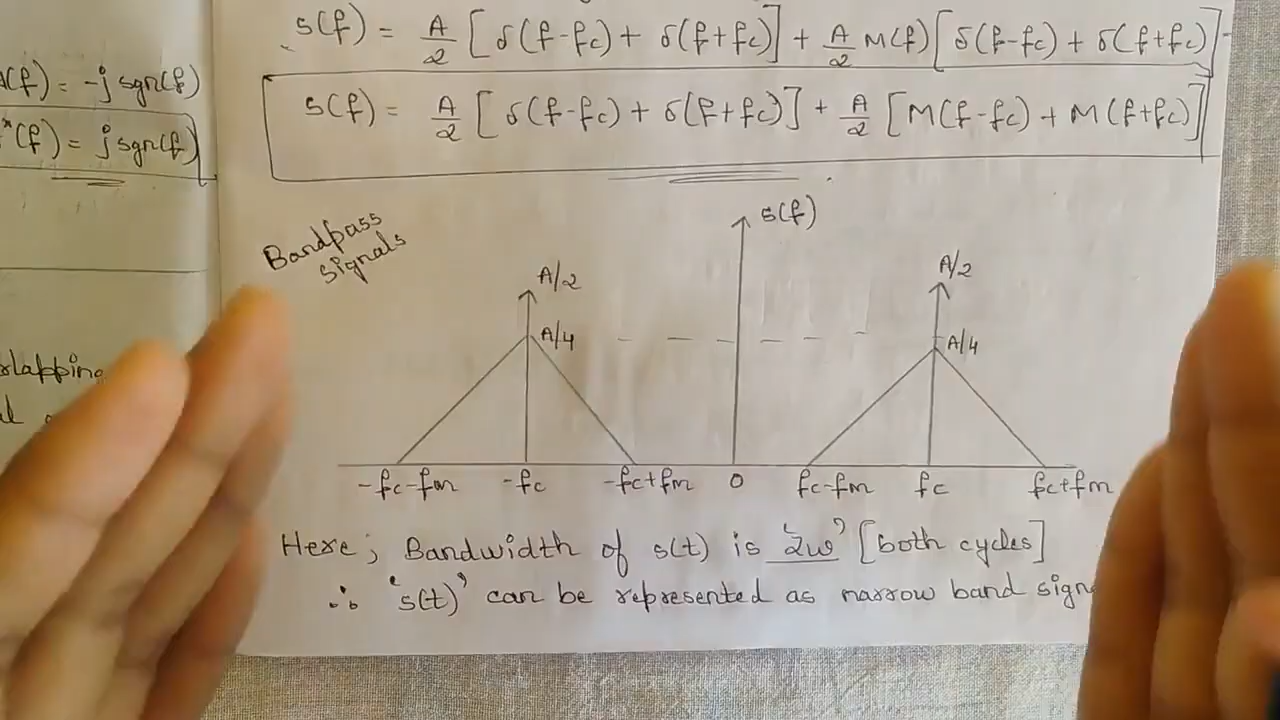 s(f) = A/2 [δ(f-fc) + δ(f+fc)] + A/2 M(f) [δ(f-fc) + δ(f+fc)]
s(f) = A/2 [δ(f-fc) + δ(f+fc)] + A/2 [M(f-fc) + M(f+fc)]
(f) = -j sgn(f)
*(f) = j sgn(f)
s(f)
Bandpass
signals
A/2
A/2
A/4
A/4
-fc-fm -fc -fc+fm 0 fc-fm fc fc+fm
Here; Bandwidth of s(t) is '2w' [both cycles]
∴ 's(t)' can be represented as narrow band sign